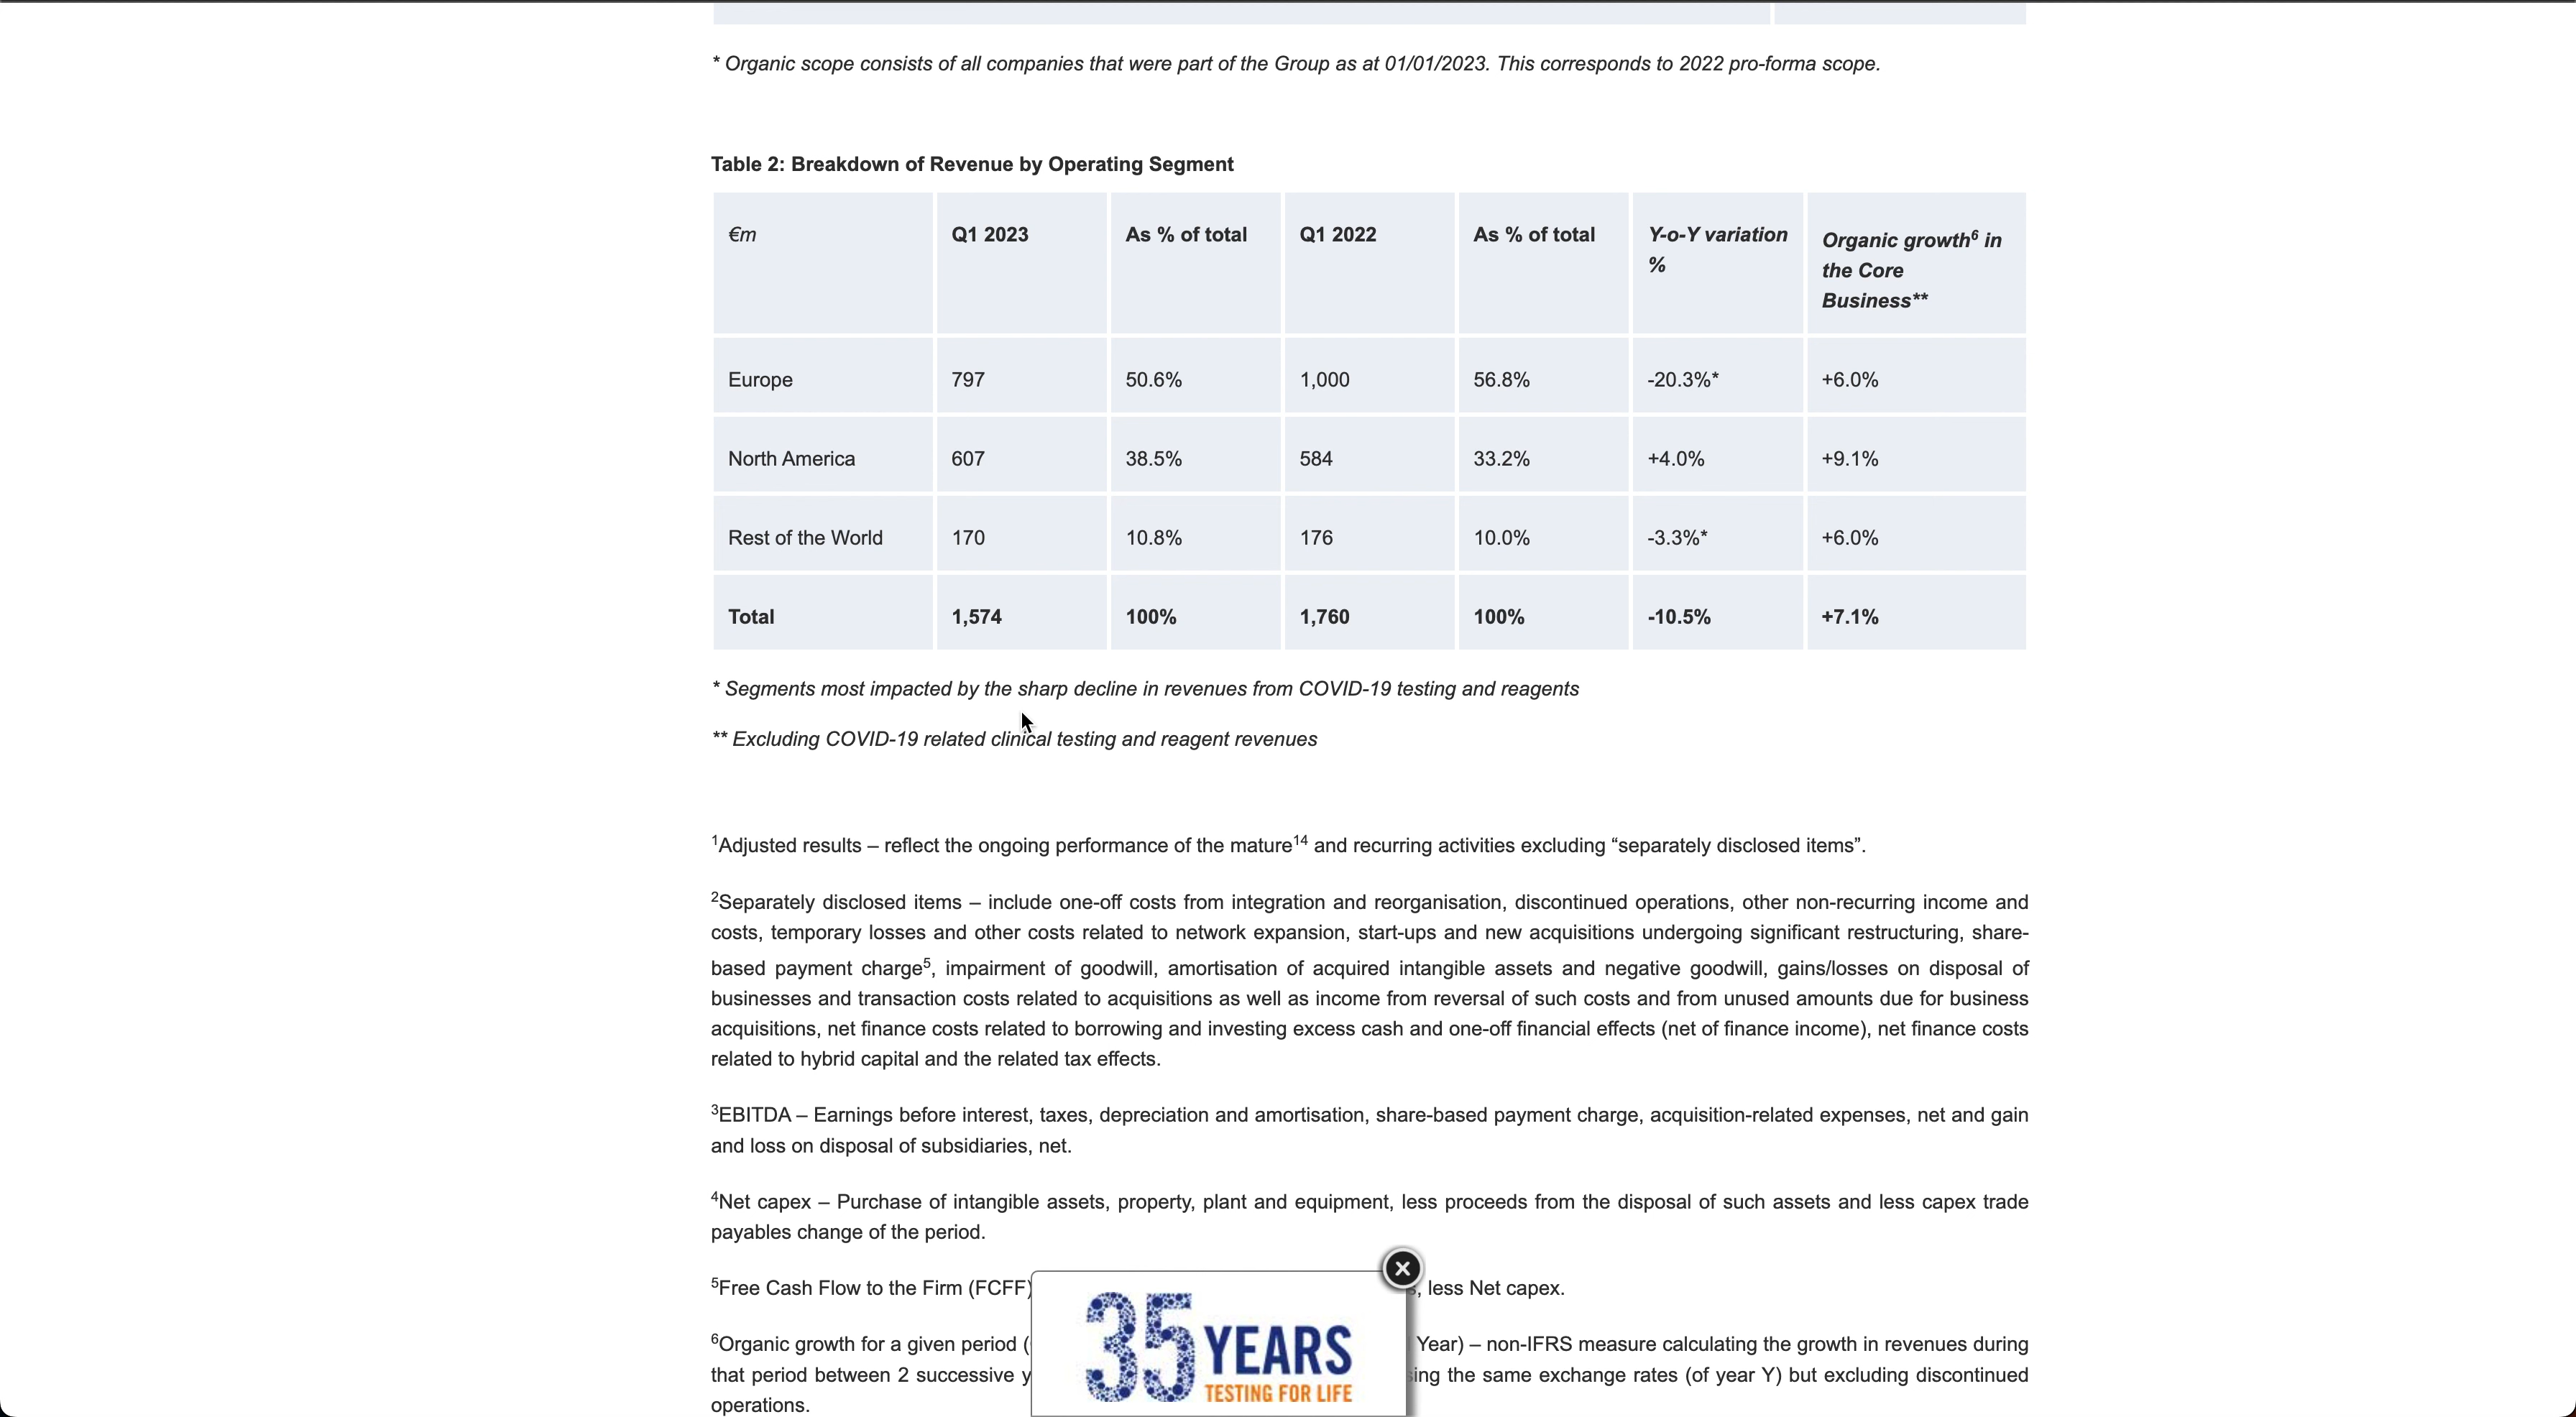 * Organic scope consists of all companies that were part of the Group as at 01/01/2023. This corresponds to 2022 pro-forma scope.
Table 2: Breakdown of Revenue by Operating Segment
€m Q1 2023 As % of total Q1 2022 As % of total Y-o-Y variation % Organic growth⁶ in the Core Business**
Europe 797 50.6% 1,000 56.8% -20.3%* +6.0%
North America 607 38.5% 584 33.2% +4.0% +9.1%
Rest of the World 170 10.8% 176 10.0% -3.3%* +6.0%
Total 1,574 100% 1,760 100% -10.5% +7.1%
* Segments most impacted by the sharp decline in revenues from COVID-19 testing and reagents
** Excluding COVID-19 related clinical testing and reagent revenues
¹Adjusted results – reflect the ongoing performance of the mature¹⁴ and recurring activities excluding “separately disclosed items”.
²Separately disclosed items – include one-off costs from integration and reorganisation, discontinued operations, other non-recurring income and
costs, temporary losses and other costs related to network expansion, start-ups and new acquisitions undergoing significant restructuring, share-
based payment charge⁵, impairment of goodwill, amortisation of acquired intangible assets and negative goodwill, gains/losses on disposal of
businesses and transaction costs related to acquisitions as well as income from reversal of such costs and from unused amounts due for business
acquisitions, net finance costs related to borrowing and investing excess cash and one-off financial effects (net of finance income), net finance costs
related to hybrid capital and the related tax effects.
³EBITDA – Earnings before interest, taxes, depreciation and amortisation, share-based payment charge, acquisition-related expenses, net and gain
and loss on disposal of subsidiaries, net.
⁴Net capex – Purchase of intangible assets, property, plant and equipment, less proceeds from the disposal of such assets and less capex trade
payables change of the period.
⁵Free Cash Flow to the Firm (FCFF) , less Net capex.
⁶Organic growth for a given period ( Year) – non-IFRS measure calculating the growth in revenues during
that period between 2 successive the same exchange rates (of year Y) but excluding discontinued
operations.
35 YEARS
TESTING FOR LIFE